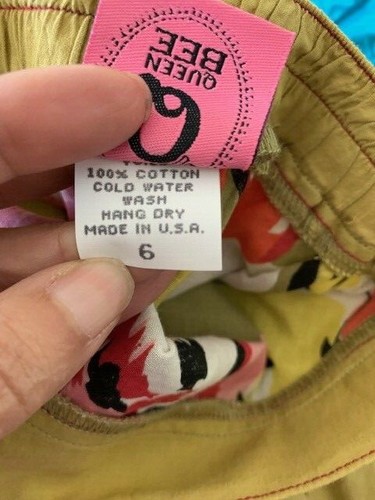 QUEEN
BEE
100% COTTON
COLD WATER
WASH
HANG DRY
MADE IN U.S.A.
6